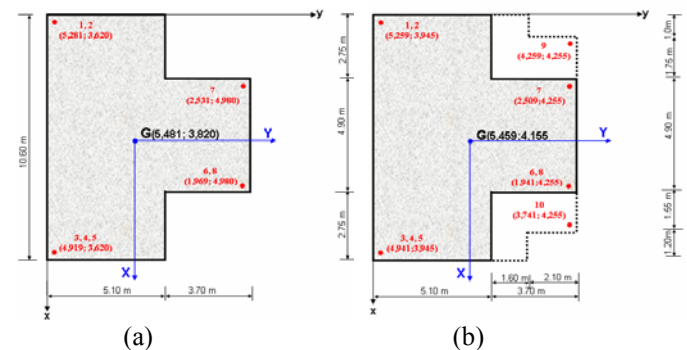 y
1, 2
(5,281; 3,620)
7
(2,531; 4,980)
G(5,481; 3,820)
Y
6, 8
(1,969; 4,980)
3, 4, 5
(4,919; 3,620)
X
x
10.60 m
2.75 m
4.90 m
2.75 m
5.10 m
3.70 m
(a)
y
1, 2
(5,259; 3,945)
9
(4,259; 4,255)
7
(2,509;4,255)
G(5,459;4,155
Y
6, 8
(1,941;4,255)
10
(3,741; 4,255)
3, 4, 5
(4,941;3,945)
X
x
1.0m
1.75 m
4.90 m
1.55 m
1.20m
1.60 m
2.10 m
5.10 m
3.70 m
(b)